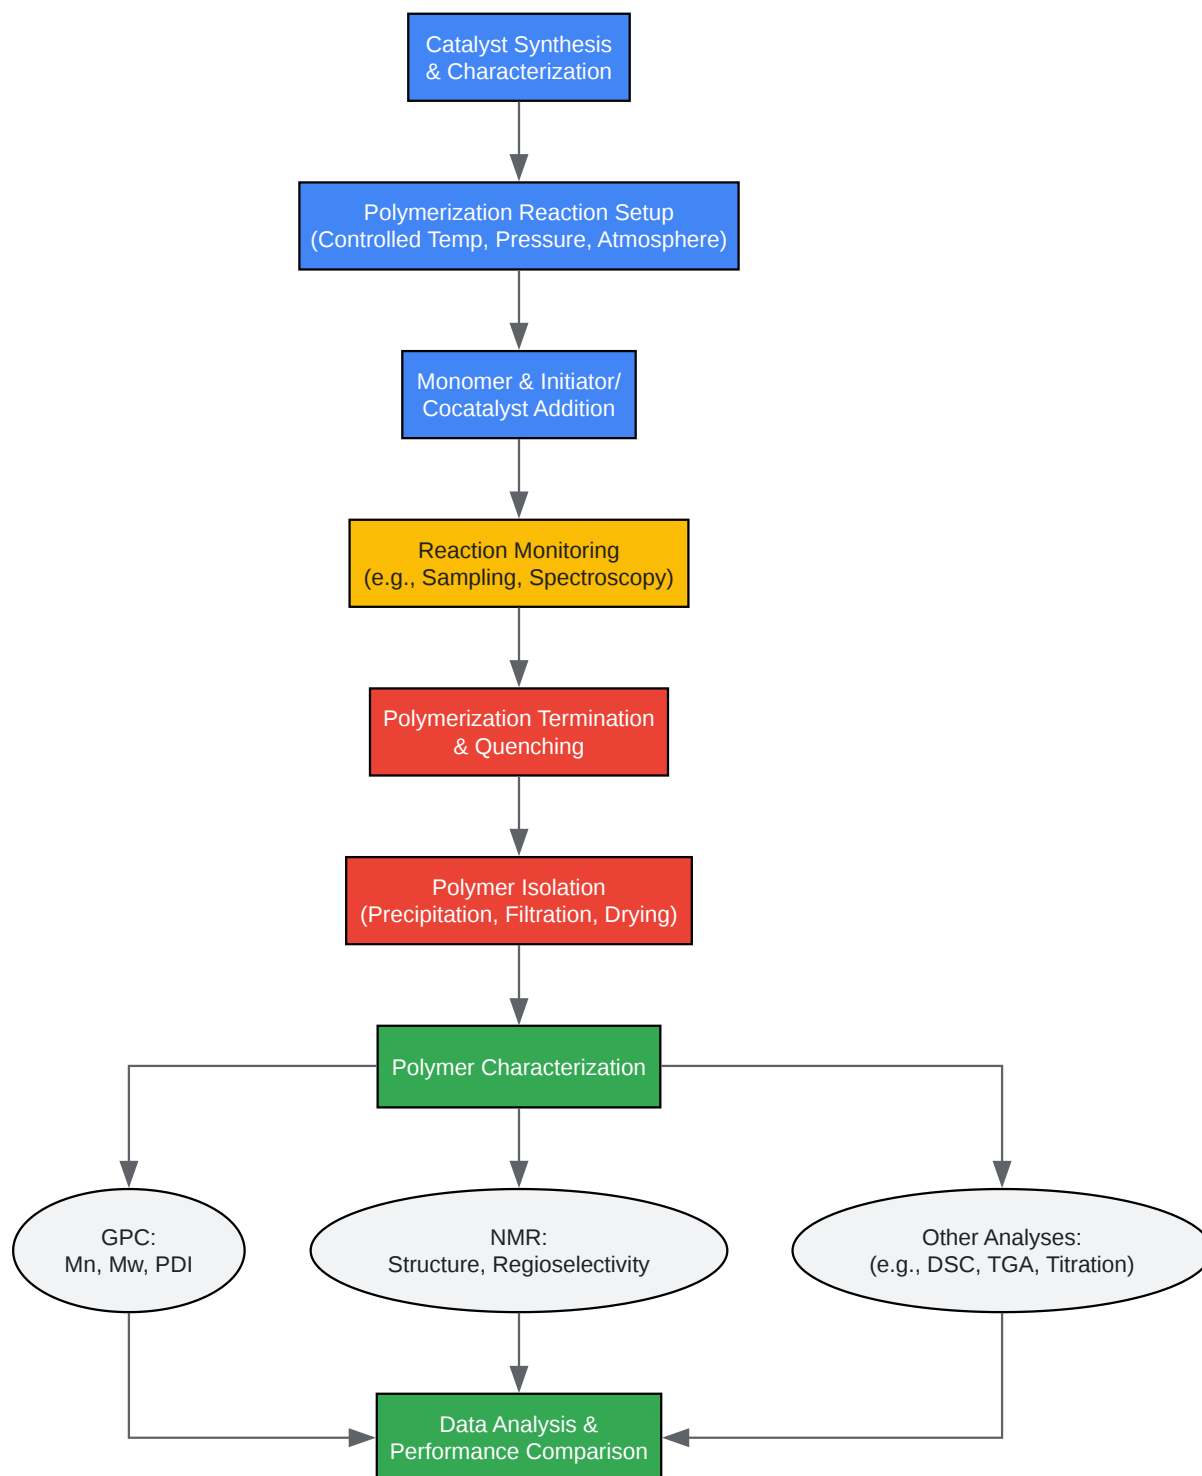 Catalyst Synthesis
& Characterization
Polymerization Reaction Setup
(Controlled Temp, Pressure, Atmosphere)
Monomer & Initiator/
Cocatalyst Addition
Reaction Monitoring
(e.g., Sampling, Spectroscopy)
Polymerization Termination
& Quenching
Polymer Isolation
(Precipitation, Filtration, Drying)
Polymer Characterization
GPC:
Mn, Mw, PDI
NMR:
Structure, Regioselectivity
Other Analyses:
(e.g., DSC, TGA, Titration)
Data Analysis &
Performance Comparison